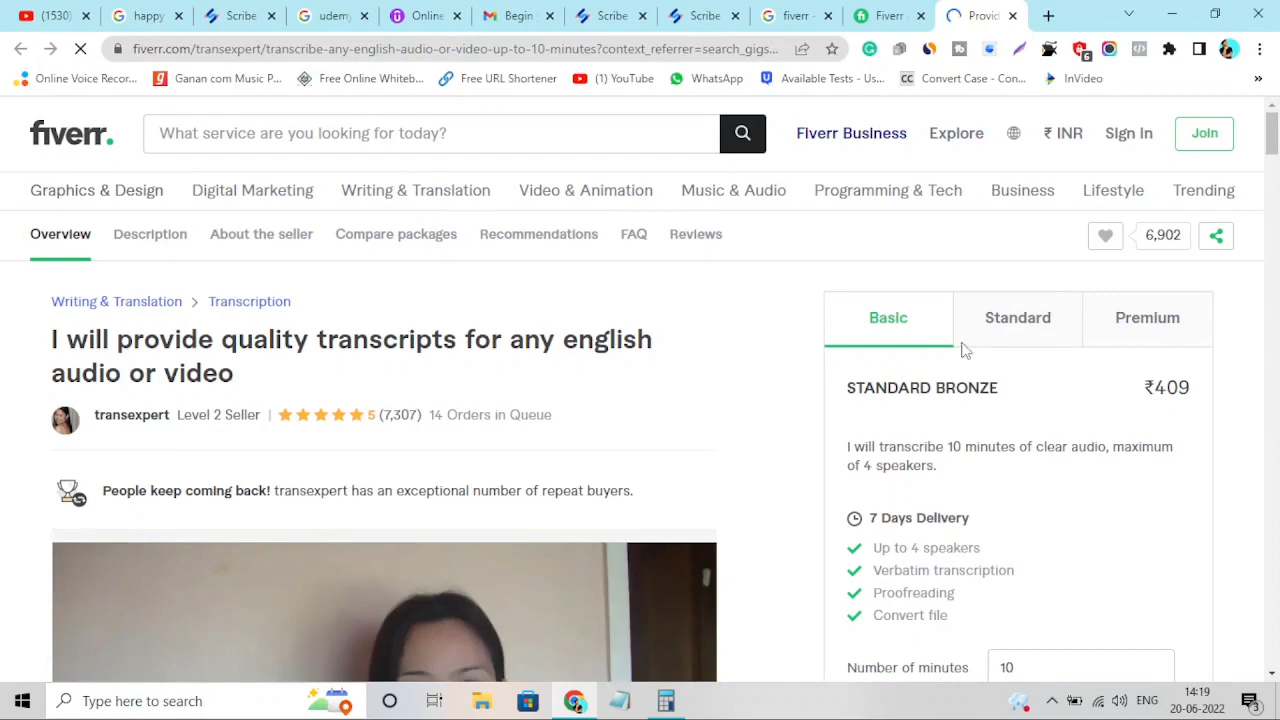 (1530)
happy
Scribe
udemy
Online
Begin
Scribe
Scribe
fiverr -
Fiverr
Provid
fiverr.com/transexpert/transcribe-any-english-audio-or-video-up-to-10-minutes?context_referrer=search_gigs...
6
Online Voice Recor...
Ganan com Music P...
Free Online Whiteb...
Free URL Shortener
(1) YouTube
WhatsApp
Available Tests - Us...
CC Convert Case - Con...
InVideo
»
fiverr.
What service are you looking for today?
Fiverr Business
Explore
₹ INR
Sign In
Join
Graphics & Design
Digital Marketing
Writing & Translation
Video & Animation
Music & Audio
Programming & Tech
Business
Lifestyle
Trending
Overview
Description
About the seller
Compare packages
Recommendations
FAQ
Reviews
6,902
Writing & Translation > Transcription
I will provide quality transcripts for any english
audio or video
transexpert Level 2 Seller | 5 (7,307) 14 Orders in Queue
People keep coming back! transexpert has an exceptional number of repeat buyers.
Basic
Standard
Premium
STANDARD BRONZE ₹409
I will transcribe 10 minutes of clear audio, maximum
of 4 speakers.
7 Days Delivery
Up to 4 speakers
Verbatim transcription
Proofreading
Convert file
Number of minutes 10
Type here to search
ENG
14:19
20-06-2022
3